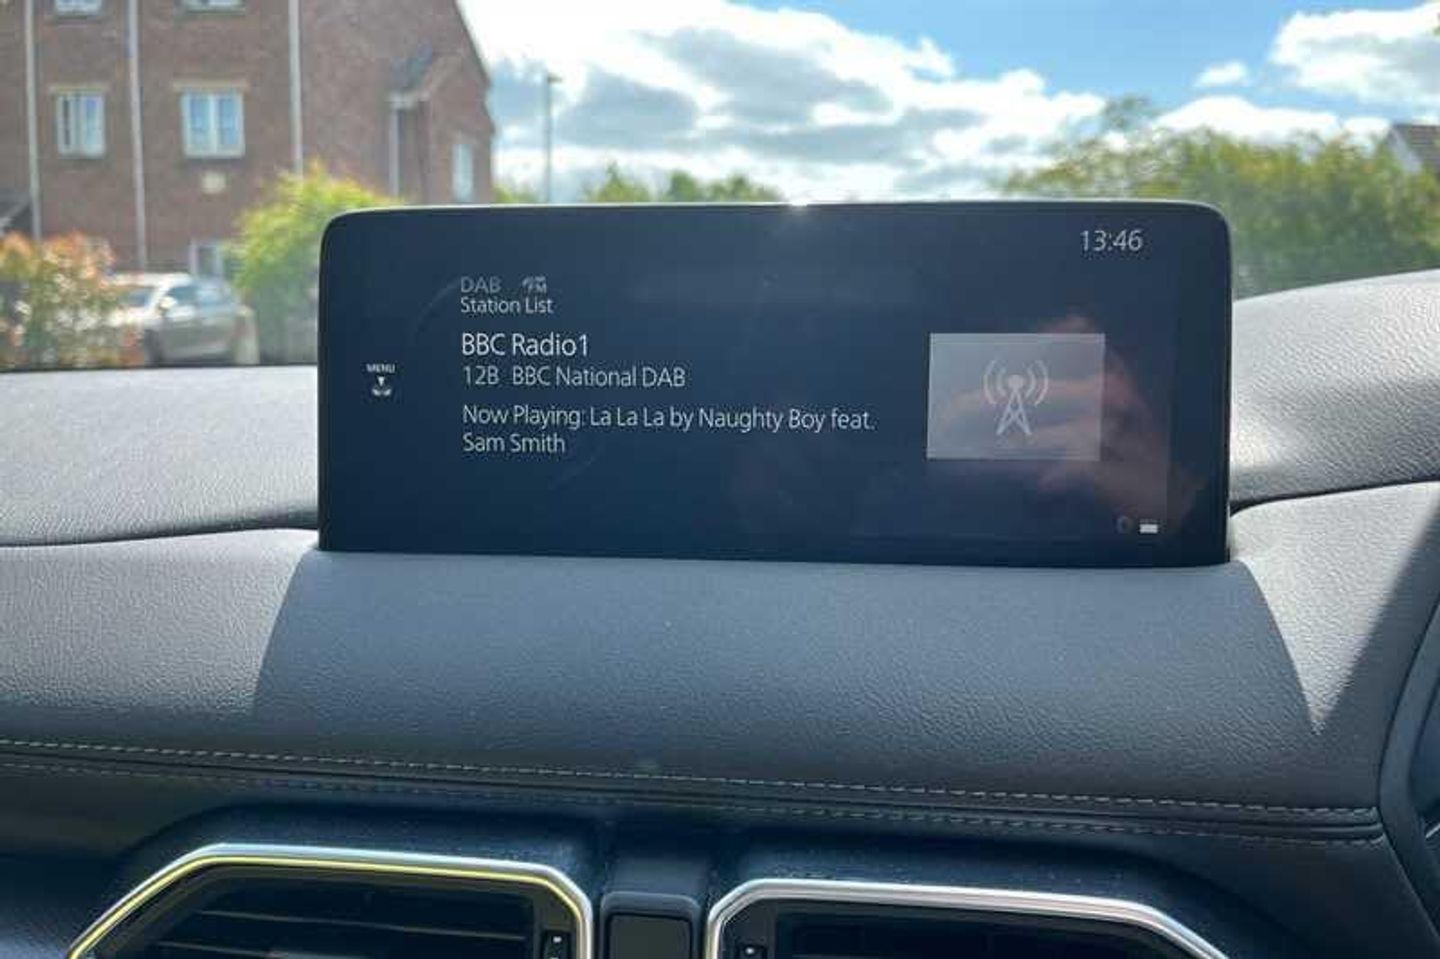 13:46
DAB FM
Station List
BBC Radio1
MENU
12B BBC National DAB
Now Playing: La La La by Naughty Boy feat.
Sam Smith